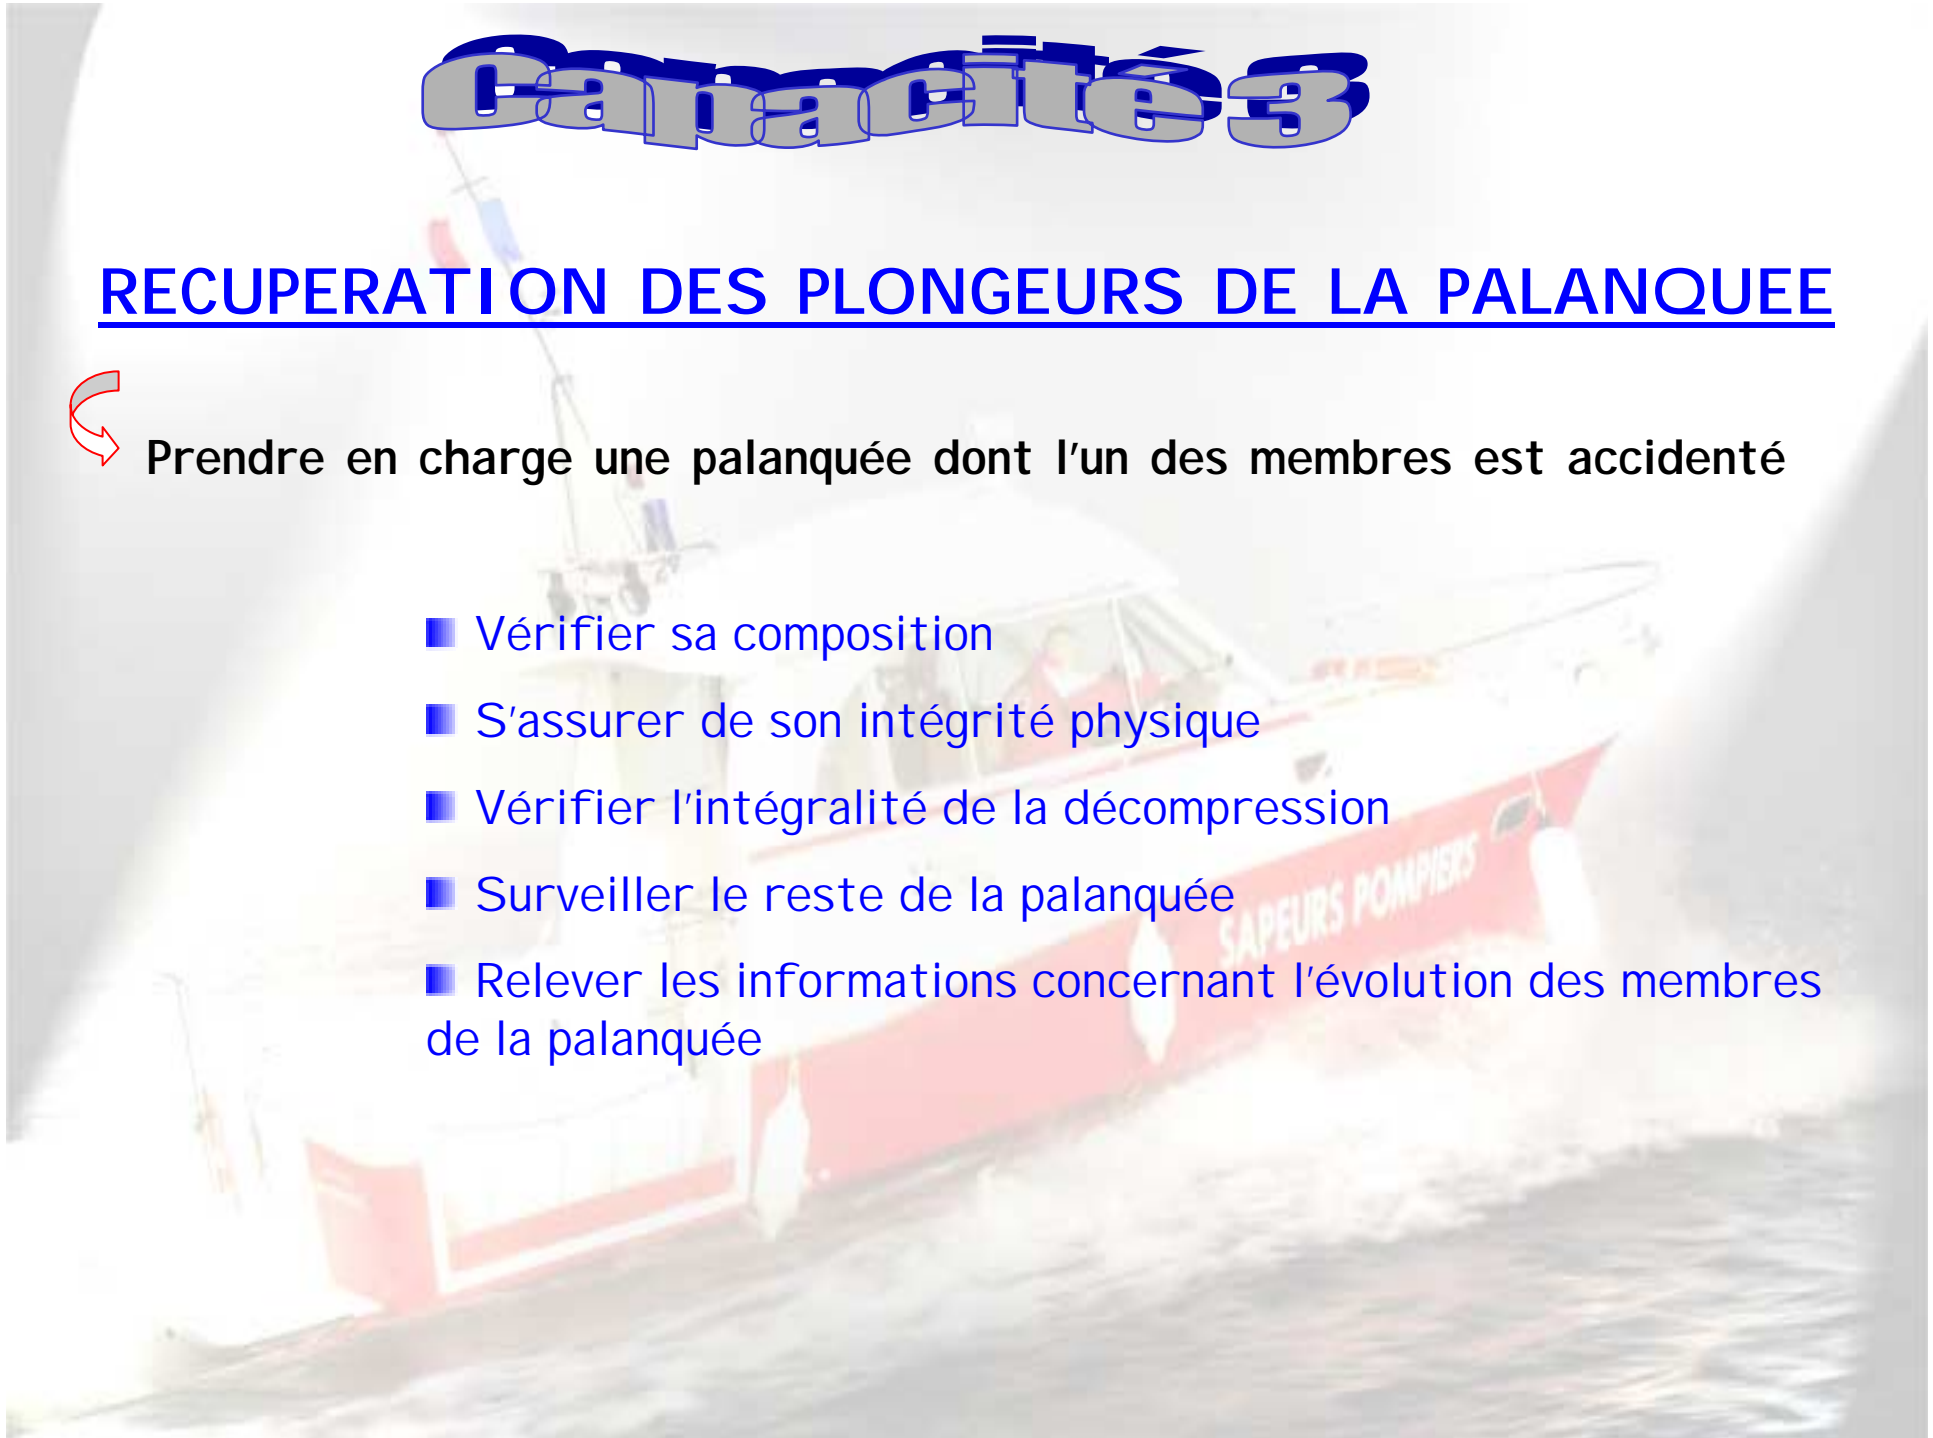 Capacité 3
RECUPERATION DES PLONGEURS DE LA PALANQUEE
Prendre en charge une palanquée dont l'un des membres est accidenté
Vérifier sa composition
S'assurer de son intégrité physique
Vérifier l'intégralité de la décompression
Surveiller le reste de la palanquée
SAPEURS POMPIERS
Relever les informations concernant l'évolution des membres
de la palanquée